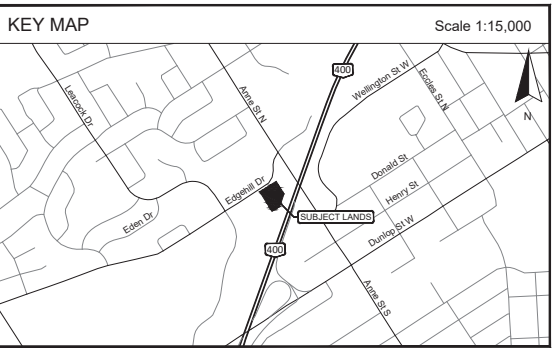 KEY MAP
Scale 1:15,000
400
Wellington St W
Eccles St N
N
Leacock Dr
Anne St N
Donald St
Edgehill Dr
Henry St
SUBJECT LANDS
Eden Dr
Dunlop St W
400
Anne St S